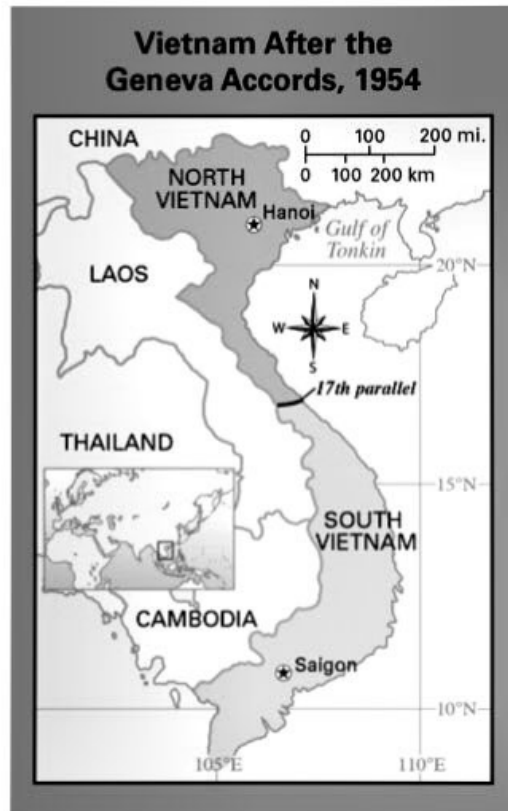 Vietnam After the
Geneva Accords, 1954
CHINA
0 100 200 mi.
0 100 200 km
NORTH
VIETNAM
Hanoi
Gulf of
Tonkin
LAOS
20°N
N
W E
S
17th parallel
THAILAND
15°N
SOUTH
VIETNAM
CAMBODIA
Saigon
10°N
105°E 110°E